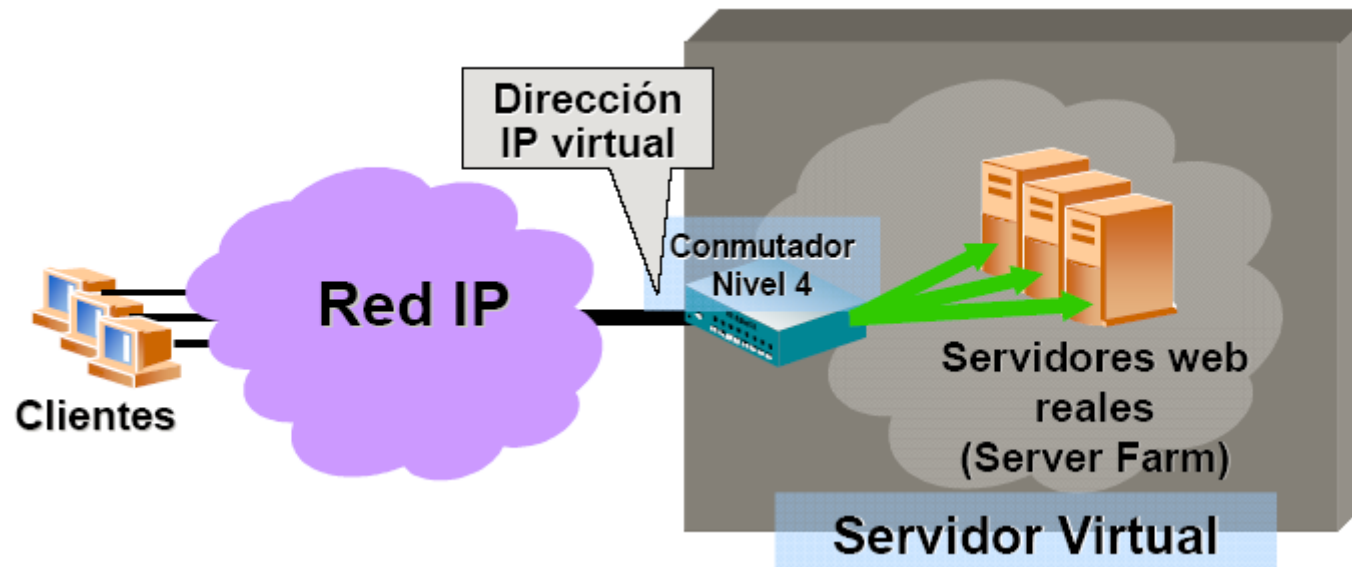 Dirección
IP virtual
Conmutador
Nivel 4
Red IP
Clientes
Servidores web
reales
(Server Farm)
Servidor Virtual